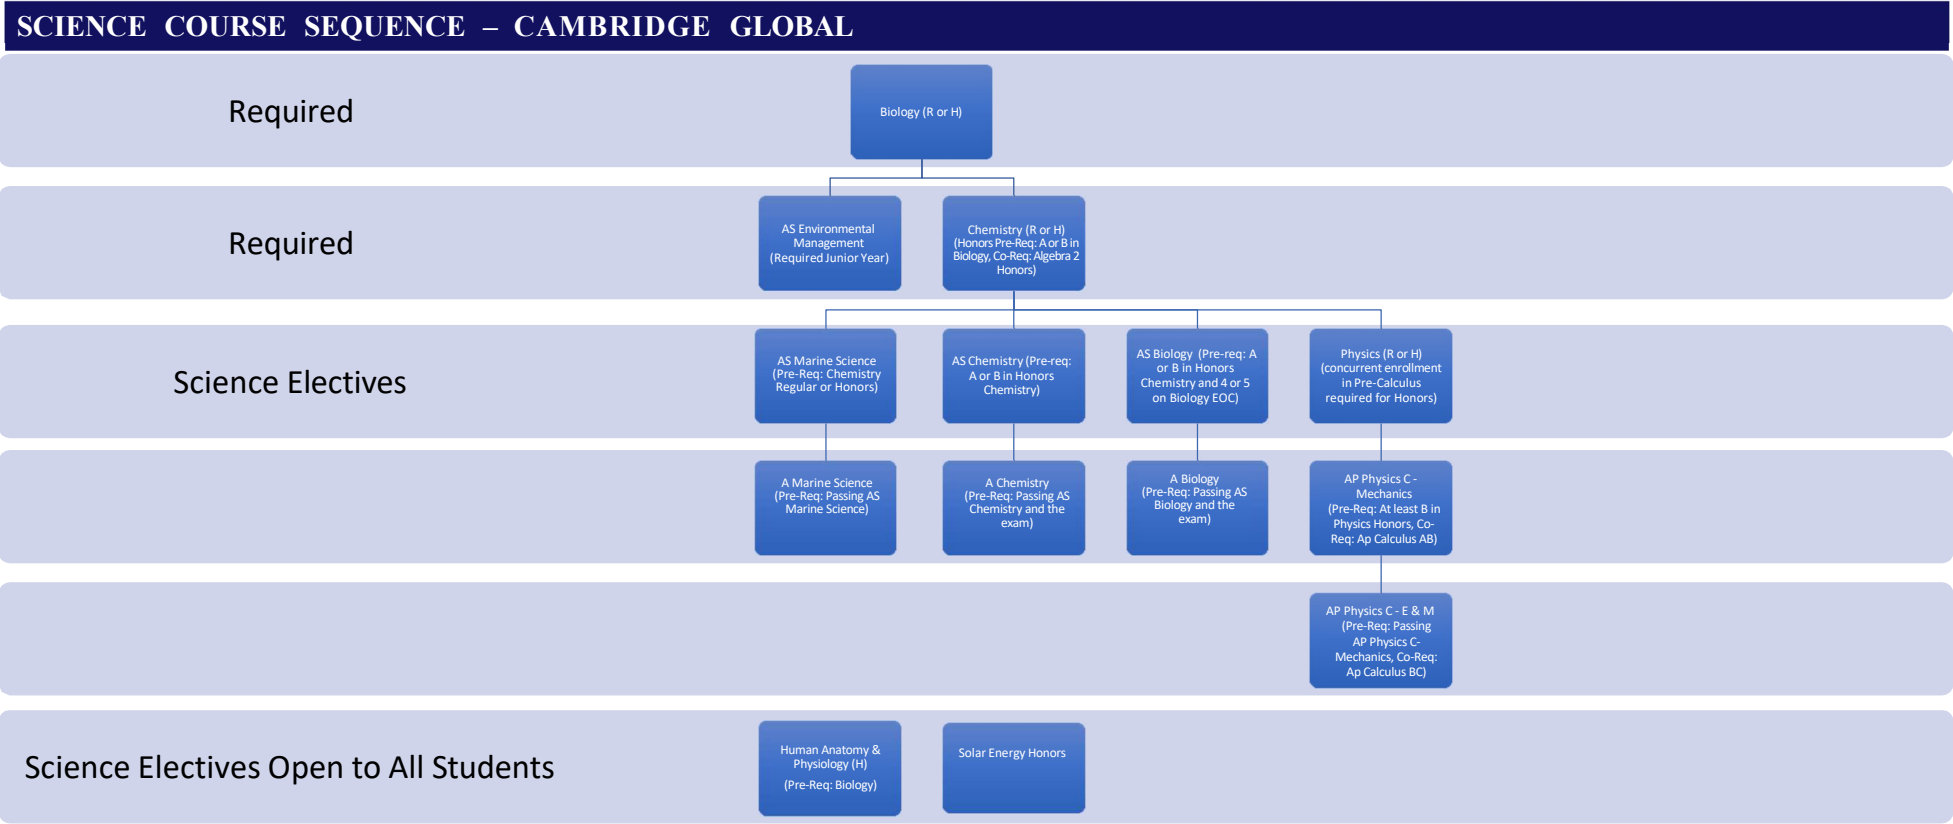 SCIENCE COURSE SEQUENCE – CAMBRIDGE GLOBAL
Required
Biology (R or H)
Required
AS Environmental
Management
(Required Junior Year)
Chemistry (R or H)
(Honors Pre-Req: A or B in
Biology, Co-Req: Algebra 2
Honors)
Science Electives
AS Marine Science
(Pre-Req: Chemistry
Regular or Honors)
AS Chemistry (Pre-req:
A or B in Honors
Chemistry)
AS Biology (Pre-req: A
or B in Honors
Chemistry and 4 or 5
on Biology EOC)
Physics (R or H)
(concurrent enrollment
in Pre-Calculus
required for Honors)
A Marine Science
(Pre-Req: Passing AS
Marine Science)
A Chemistry
(Pre-Req: Passing AS
Chemistry and the
exam)
A Biology
(Pre-Req: Passing AS
Biology and the
exam)
AP Physics C -
Mechanics
(Pre-Req: At least B in
Physics Honors, Co-
Req: Ap Calculus AB)
AP Physics C - E & M
(Pre-Req: Passing
AP Physics C-
Mechanics, Co-Req:
Ap Calculus BC)
Science Electives Open to All Students
Human Anatomy &
Physiology (H)
(Pre-Req: Biology)
Solar Energy Honors